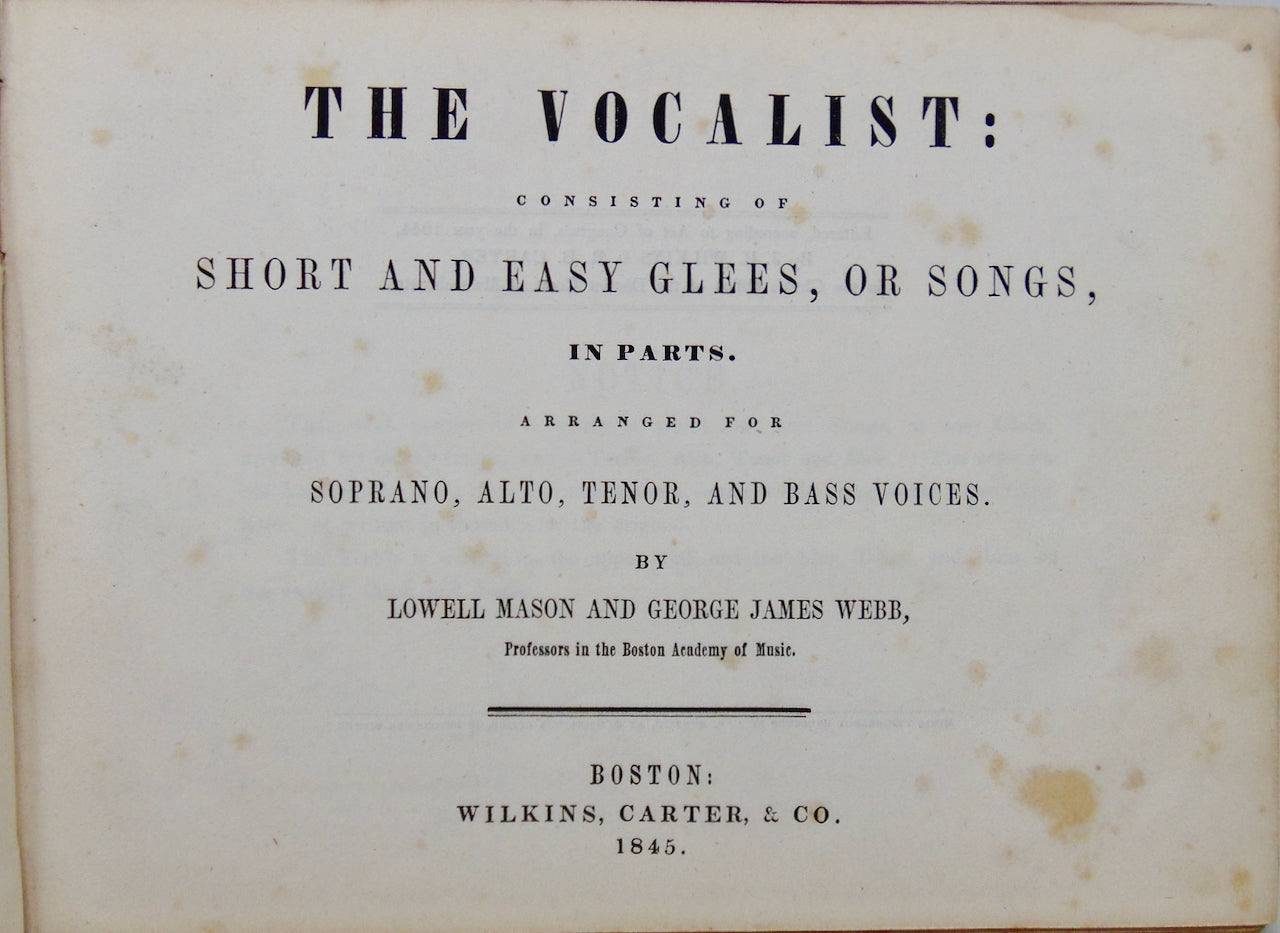 THE VOCALIST:
CONSISTING OF
SHORT AND EASY GLEES, OR SONGS,
IN PARTS.
ARRANGED FOR
SOPRANO, ALTO, TENOR, AND BASS VOICES.
BY
LOWELL MASON AND GEORGE JAMES WEBB,
Professors in the Boston Academy of Music.
BOSTON:
WILKINS, CARTER, & CO.
1845.